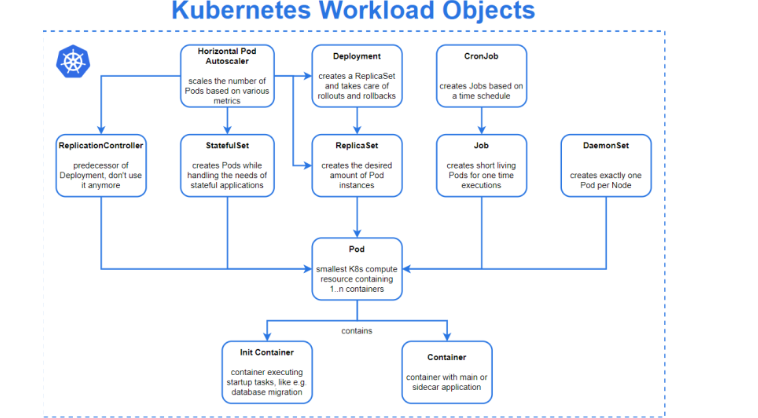 Kubernetes Workload Objects
Horizontal Pod
Autoscaler
scales the number of
Pods based on various
metrics
Deployment
creates a ReplicaSet
and takes care of
rollouts and rollbacks
CronJob
creates Jobs based on
a time schedule
ReplicationController
predecessor of
Deployment, don't use
it anymore
StatefulSet
creates Pods while
handling the needs of
stateful applications
ReplicaSet
creates the desired
amount of Pod
instances
Job
creates short living
Pods for one time
executions
DaemonSet
creates exactly one
Pod per Node
Pod
smallest K8s compute
resource containing
1..n containers
contains
Init Container
container executing
startup tasks, like e.g.
database migration
Container
container with main or
sidecar application